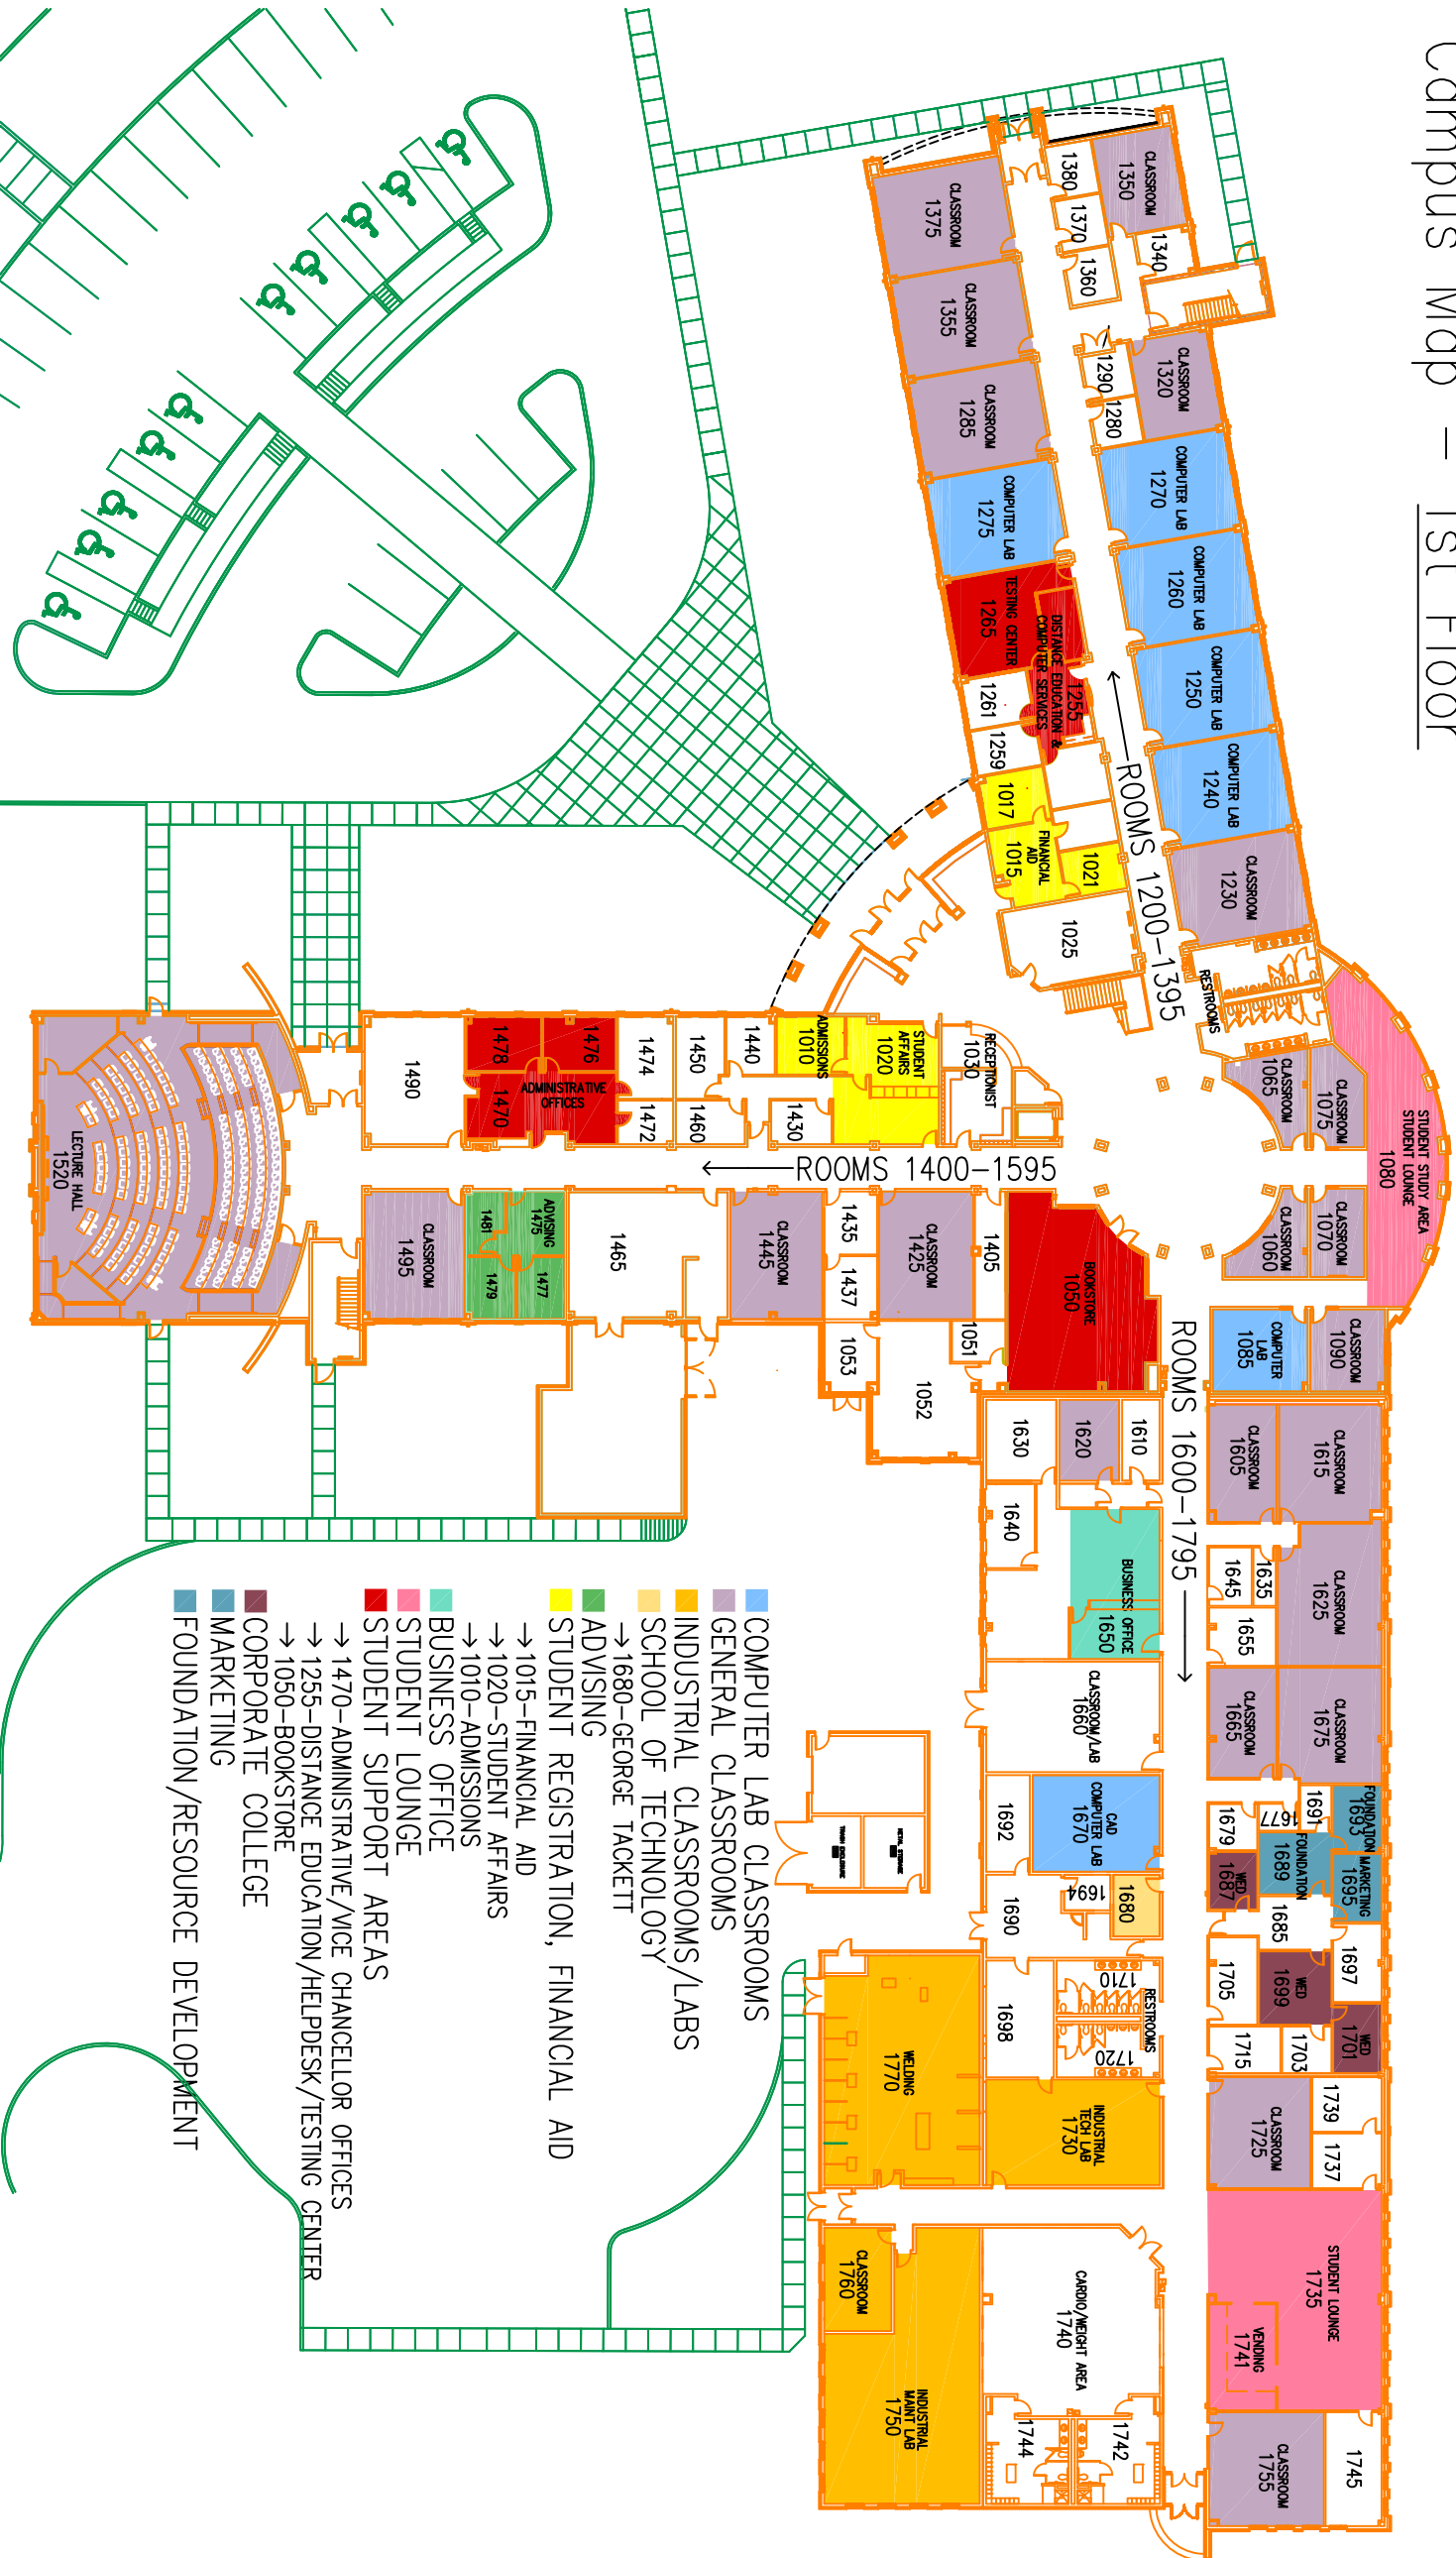 Campus Map - 1st Floor
CLASSROOM
1350
1380
1370
1360
1340
CLASSROOM
1375
CLASSROOM
1355
CLASSROOM
1285
1290
1280
CLASSROOM
1320
COMPUTER LAB
1270
COMPUTER LAB
1275
COMPUTER LAB
1260
TESTING CENTER
1265
DISTANCE EDUCATION &
COMPUTER SERVICES
1255
COMPUTER LAB
1250
1261
1259
COMPUTER LAB
1240
1017
FINANCIAL
AID
1015
1021
CLASSROOM
1230
1025
ROOMS 1200-1395
RESTROOMS
STUDENT STUDY AREA
STUDENT LOUNGE
1080
CLASSROOM
1075
CLASSROOM
1065
CLASSROOM
1070
CLASSROOM
1060
RECEPTIONIST
1030
STUDENT
AFFAIRS
1020
ADMISSIONS
1010
1440
1430
1450
1460
1474
1472
1476
1478
ADMINISTRATIVE
OFFICES
1470
1490
LECTURE HALL
1520
ROOMS 1400-1595
CLASSROOM
1495
ADVISING
1475
1481
1477
1479
1465
CLASSROOM
1445
1435
1437
CLASSROOM
1425
1405
BOOKSTORE
1050
1051
1053
1052
CLASSROOM
1090
COMPUTER
LAB
1085
ROOMS 1600-1795
CLASSROOM
1615
CLASSROOM
1605
1610
1620
1630
1640
CLASSROOM
1625
1635
1645
1655
BUSINESS OFFICE
1650
CLASSROOM
1675
CLASSROOM
1665
CLASSROOM/LAB
1660
CAD
COMPUTER LAB
1670
1692
FOUNDATION
1693
1691
1677
1679
FOUNDATION
1689
MARKETING
1695
WED
1687
1685
1680
1694
1690
1697
WED
1699
1705
WED
1701
1703
1715
RESTROOMS
1710
1720
1698
METAL STORAGE
TRASH ENCLOSURE
WELDING
1770
INDUSTRIAL
TECH LAB
1730
CLASSROOM
1725
1739
1737
STUDENT LOUNGE
1735
VENDING
1741
CARDIO/WEIGHT AREA
1740
CLASSROOM
1760
INDUSTRIAL
MAINT LAB
1750
1744
1742
CLASSROOM
1755
1745
COMPUTER LAB CLASSROOMS
GENERAL CLASSROOMS
INDUSTRIAL CLASSROOMS/LABS
SCHOOL OF TECHNOLOGY
→1680-GEORGE TACKETT
ADVISING
STUDENT REGISTRATION, FINANCIAL AID
→1015-FINANCIAL AID
→1020-STUDENT AFFAIRS
→1010-ADMISSIONS
BUSINESS OFFICE
STUDENT LOUNGE
STUDENT SUPPORT AREAS
→1470-ADMINISTRATIVE/VICE CHANCELLOR OFFICES
→1255-DISTANCE EDUCATION/HELPDESK/TESTING CENTER
→1050-BOOKSTORE
CORPORATE COLLEGE
MARKETING
FOUNDATION/RESOURCE DEVELOPMENT